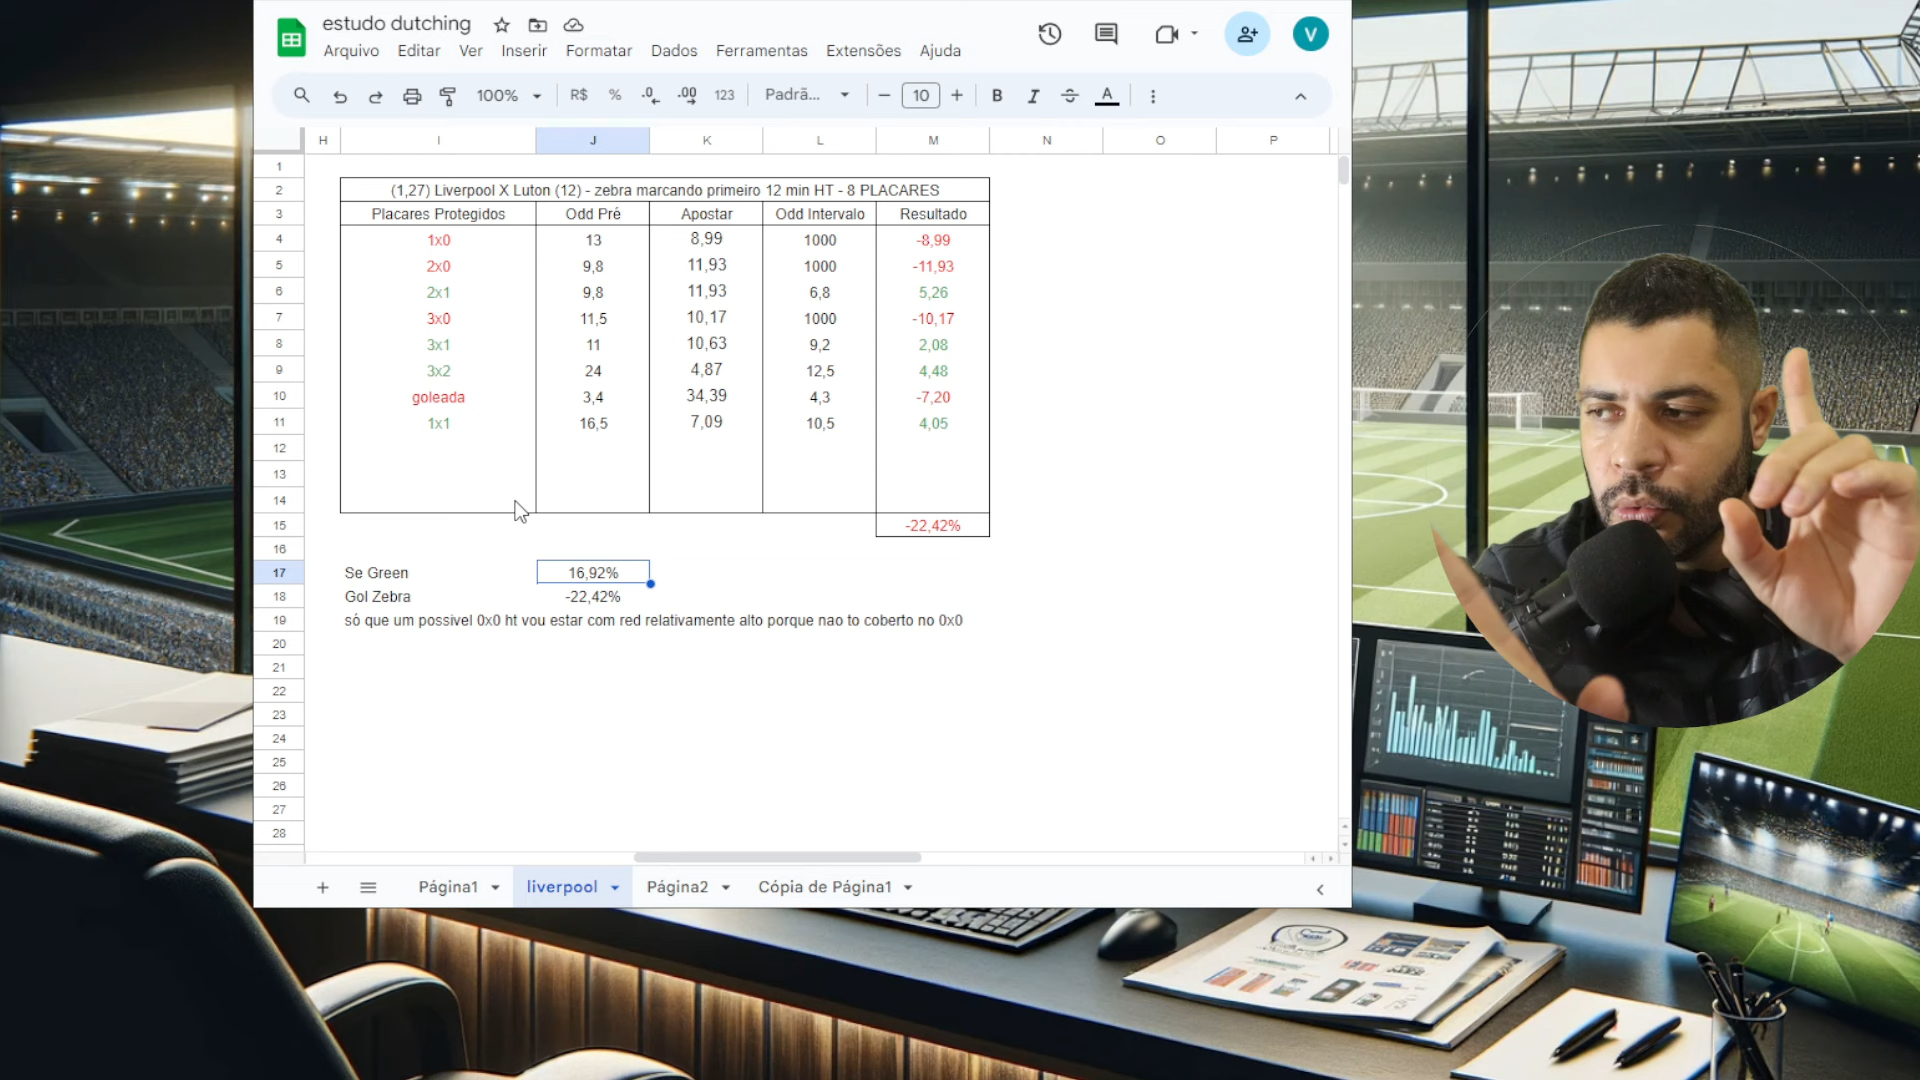 estudo dutching
Arquivo Editar Ver Inserir Formatar Dados Ferramentas Extensões Ajuda
V
100% R$ % .0 .00 123 Padrã... 10 B I S A
H I J K L M N O P
1
2 (1,27) Liverpool X Luton (12) - zebra marcando primeiro 12 min HT - 8 PLACARES
3 Placares Protegidos Odd Pré Apostar Odd Intervalo Resultado
4 1x0 13 8,99 1000 -8,99
5 2x0 9,8 11,93 1000 -11,93
6 2x1 9,8 11,93 6,8 5,26
7 3x0 11,5 10,17 1000 -10,17
8 3x1 11 10,63 9,2 2,08
9 3x2 24 4,87 12,5 4,48
10 goleada 3,4 34,39 4,3 -7,20
11 1x1 16,5 7,09 10,5 4,05
12
13
14
15 -22,42%
16
17 Se Green 16,92%
18 Gol Zebra -22,42%
19 só que um possivel 0x0 ht vou estar com red relativamente alto porque nao to coberto no 0x0
20
21
22
23
24
25
26
27
28
Página1 liverpool Página2 Cópia de Página1